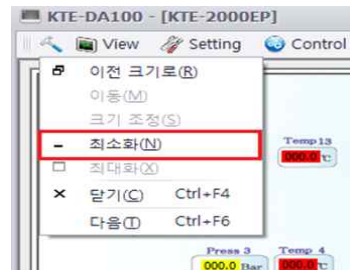 KTE-DA100 - [KTE-2000EP]
View Setting Control
이전 크기로(R)
이동(M)
크기 조정(S)
최소화(N)
최대화(X)
닫기(C) Ctrl+F4
다음(T) Ctrl+F6
Temp 13
000.0 ℃
Press 3 Temp 4
000.0 Bar 000.0 ℃